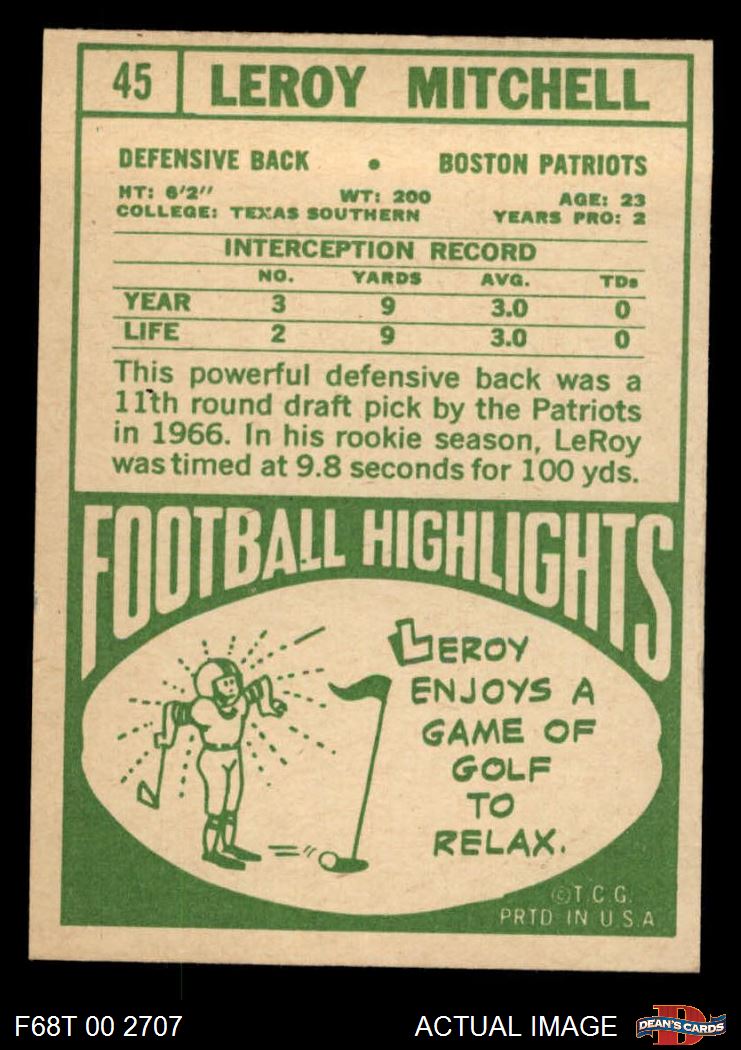 45 LEROY MITCHELL
DEFENSIVE BACK • BOSTON PATRIOTS
HT: 6'2" WT: 200 AGE: 23
COLLEGE: TEXAS SOUTHERN YEARS PRO: 2
INTERCEPTION RECORD
NO. YARDS AVG. TDs
YEAR 3 9 3.0 0
LIFE 2 9 3.0 0
This powerful defensive back was a
11th round draft pick by the Patriots
in 1966. In his rookie season, LeRoy
was timed at 9.8 seconds for 100 yds.
FOOTBALL HIGHLIGHTS
LEROY
ENJOYS A
GAME OF
GOLF
TO
RELAX.
©T.C.G.
PRTD IN U.S.A
F68T 00 2707 ACTUAL IMAGE D DEAN'S CARDS